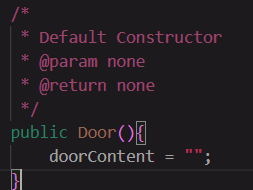 /*
* Default Constructor
* @param none
* @return none
*/
public Door(){
doorContent = "";
}